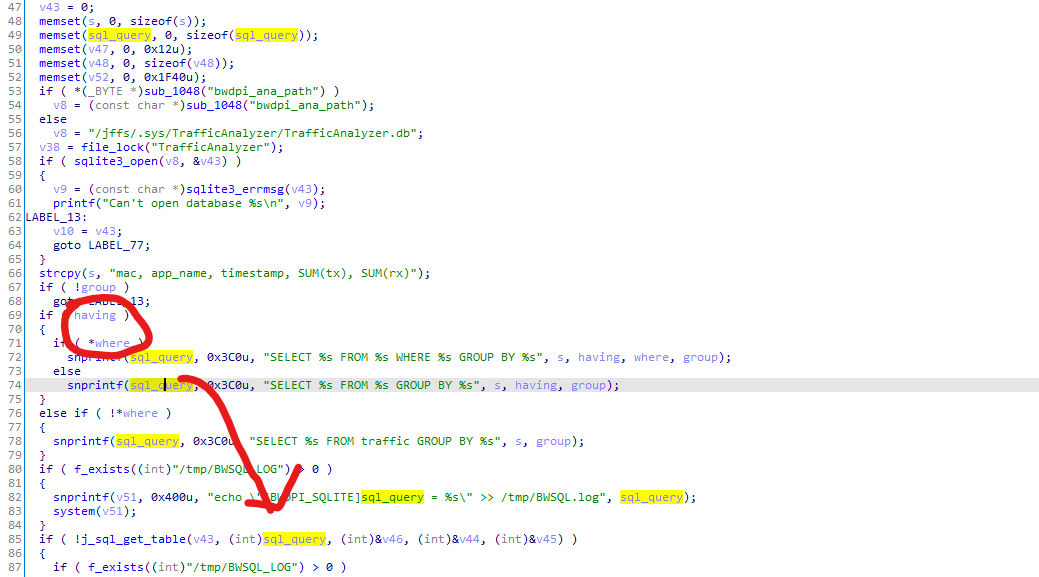 47 v43 = 0;
48 memset(s, 0, sizeof(s));
49 memset(sql_query, 0, sizeof(sql_query));
50 memset(v47, 0, 0x12u);
51 memset(v48, 0, sizeof(v48));
52 memset(v52, 0, 0x1F40u);
53 if ( *(_BYTE *)sub_1048("bwdpi_ana_path") )
54 v8 = (const char *)sub_1048("bwdpi_ana_path");
55 else
56 v8 = "/jffs/.sys/TrafficAnalyzer/TrafficAnalyzer.db";
57 v38 = file_lock("TrafficAnalyzer");
58 if ( sqlite3_open(v8, &v43) )
59 {
60 v9 = (const char *)sqlite3_errmsg(v43);
61 printf("Can't open database %s\n", v9);
62 LABEL_13:
63 v10 = v43;
64 goto LABEL_77;
65 }
66 strcpy(s, "mac, app_name, timestamp, SUM(tx), SUM(rx)");
67 if ( !group )
68 goto LABEL_13;
69 if having )
70 {
71 if ( *where )
72 snprintf(sql_query, 0x3C0u, "SELECT %s FROM %s WHERE %s GROUP BY %s", s, having, where, group);
73 else
74 snprintf(sql_query, 0x3C0u, "SELECT %s FROM %s GROUP BY %s", s, having, group);
75 }
76 else if ( !*where )
77 {
78 snprintf(sql_query, 0x3C0u, "SELECT %s FROM traffic GROUP BY %s", s, group);
79 }
80 if ( f_exists((int)"/tmp/BWSQL_LOG") > 0 )
81 {
82 snprintf(v51, 0x400u, "echo \"[BWDPI_SQLITE]sql_query = %s\" >> /tmp/BWSQL.log", sql_query);
83 system(v51);
84 }
85 if ( !j_sql_get_table(v43, (int)sql_query, (int)&v46, (int)&v44, (int)&v45) )
86 {
87 if ( f_exists((int)"/tmp/BWSQL_LOG") > 0 )